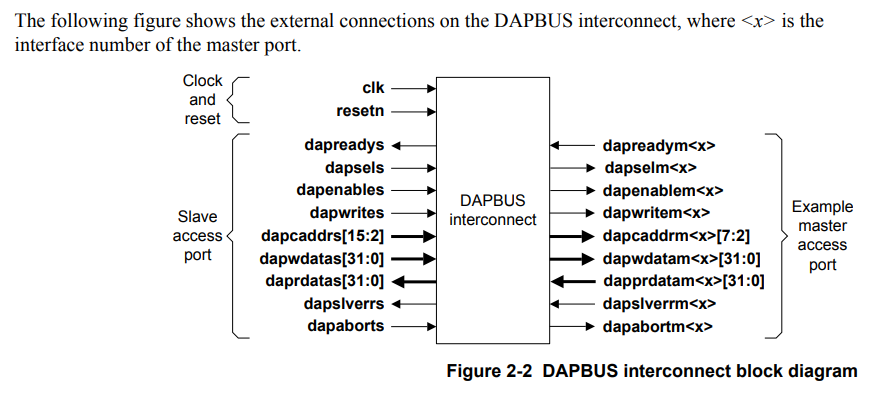 The following figure shows the external connections on the DAPBUS interconnect, where <x> is the
interface number of the master port.
Clock
and
reset
clk
resetn
Slave
access
port
dapreadys
dapsels
dapenables
dapwrites
dapcaddrs[15:2]
dapwdatas[31:0]
daprdatas[31:0]
dapslverrs
dapaborts
DAPBUS
interconnect
dapreadym<x>
dapselm<x>
dapenablem<x>
dapwritem<x>
dapcaddrm<x>[7:2]
dapwdatam<x>[31:0]
dapprdatam<x>[31:0]
dapslverrm<x>
dapabortm<x>
Example
master
access
port
Figure 2-2 DAPBUS interconnect block diagram